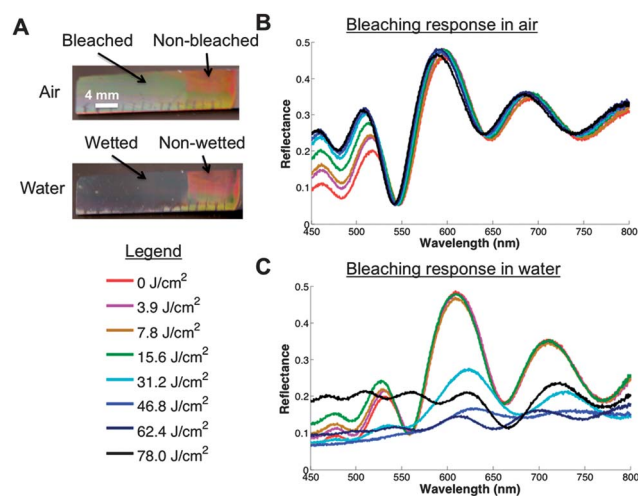 A
Bleached
Non-bleached
Air
4 mm
Wetted
Non-wetted
Water
Legend
0 J/cm²
3.9 J/cm²
7.8 J/cm²
15.6 J/cm²
31.2 J/cm²
46.8 J/cm²
62.4 J/cm²
78.0 J/cm²
B
Bleaching response in air
Reflectance
0.5
0.4
0.3
0.2
0.1
0
450 500 550 600 650 700 750 800
Wavelength (nm)
C
Bleaching response in water
Reflectance
0.5
0.4
0.3
0.2
0.1
0
450 500 550 600 650 700 750 800
Wavelength (nm)